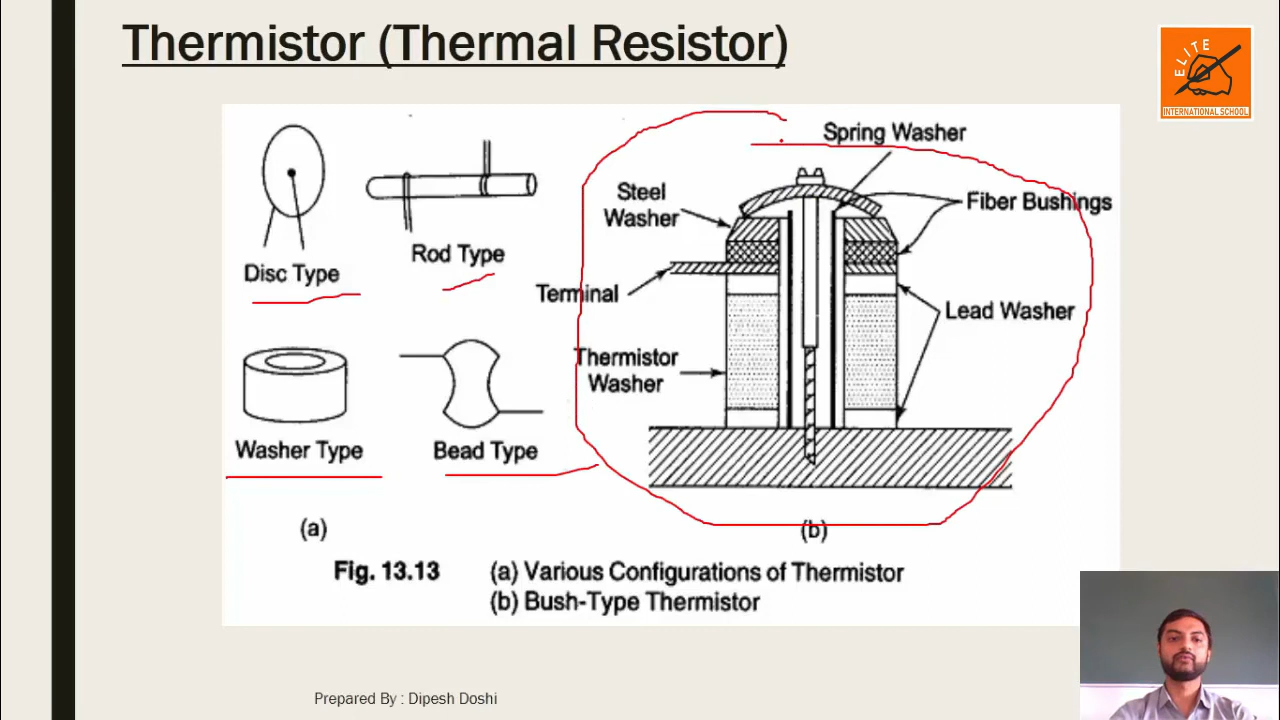 Thermistor (Thermal Resistor)
ELITE
INTERNATIONAL SCHOOL
Spring Washer
Steel
Washer
Fiber Bushings
Rod Type
Disc Type
Terminal
Lead Washer
Thermistor
Washer
Washer Type
Bead Type
(a)
(b)
Fig. 13.13 (a) Various Configurations of Thermistor
(b) Bush-Type Thermistor
Prepared By : Dipesh Doshi